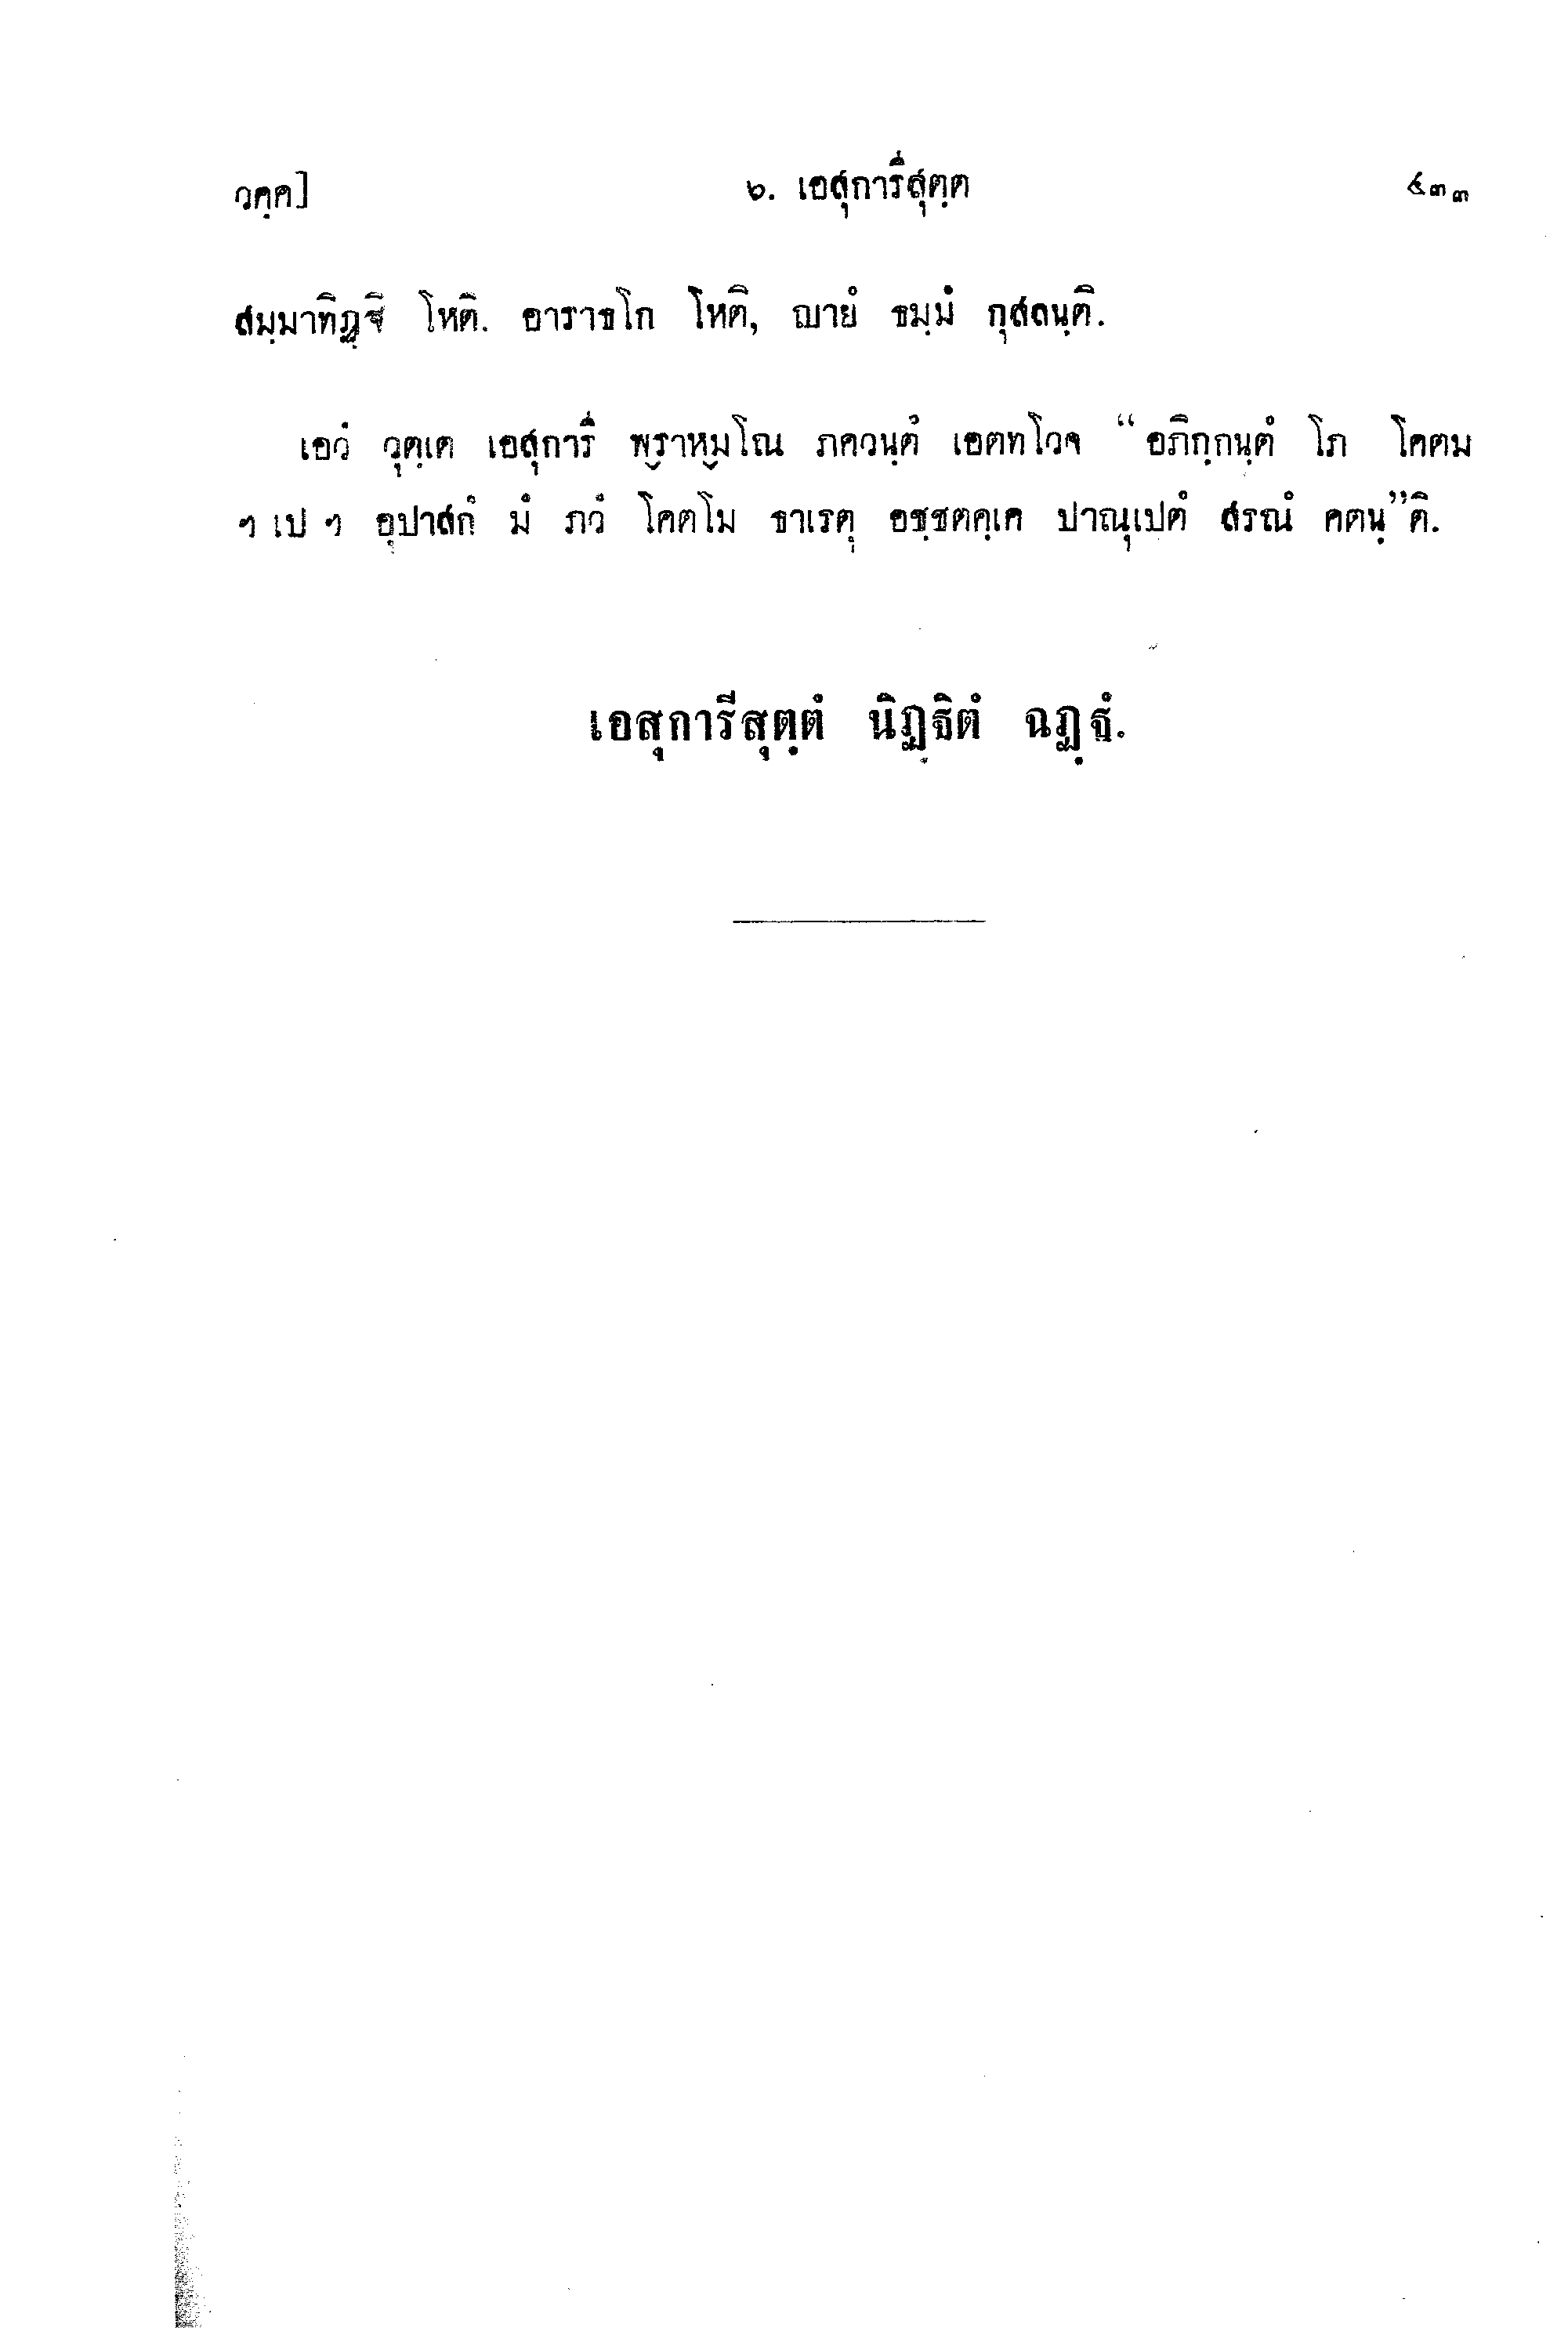 วคฺค] ๖. เอสุการีสุตฺต ๔๓๓
สมฺมาทิฏฺฐิ โหติ. อาราธโก โหติ, ญายํ ธมฺมํ กุสลนฺติ.
เอวํ วุตฺเต เอสุการี พฺราหฺมโณ ภควนฺตํ เอตทโวจ “อภิกฺกนฺตํ โภ โคตม
ฯ เป ฯ อุปาสกํ มํ ภวํ โคตโม ธาเรตุ อชฺชตคฺเค ปาณุเปตํ สรณํ คตนฺ”ติ.
เอสุการีสุตฺตํ นิฏฺฐิตํ ฉฏฺฐํ.